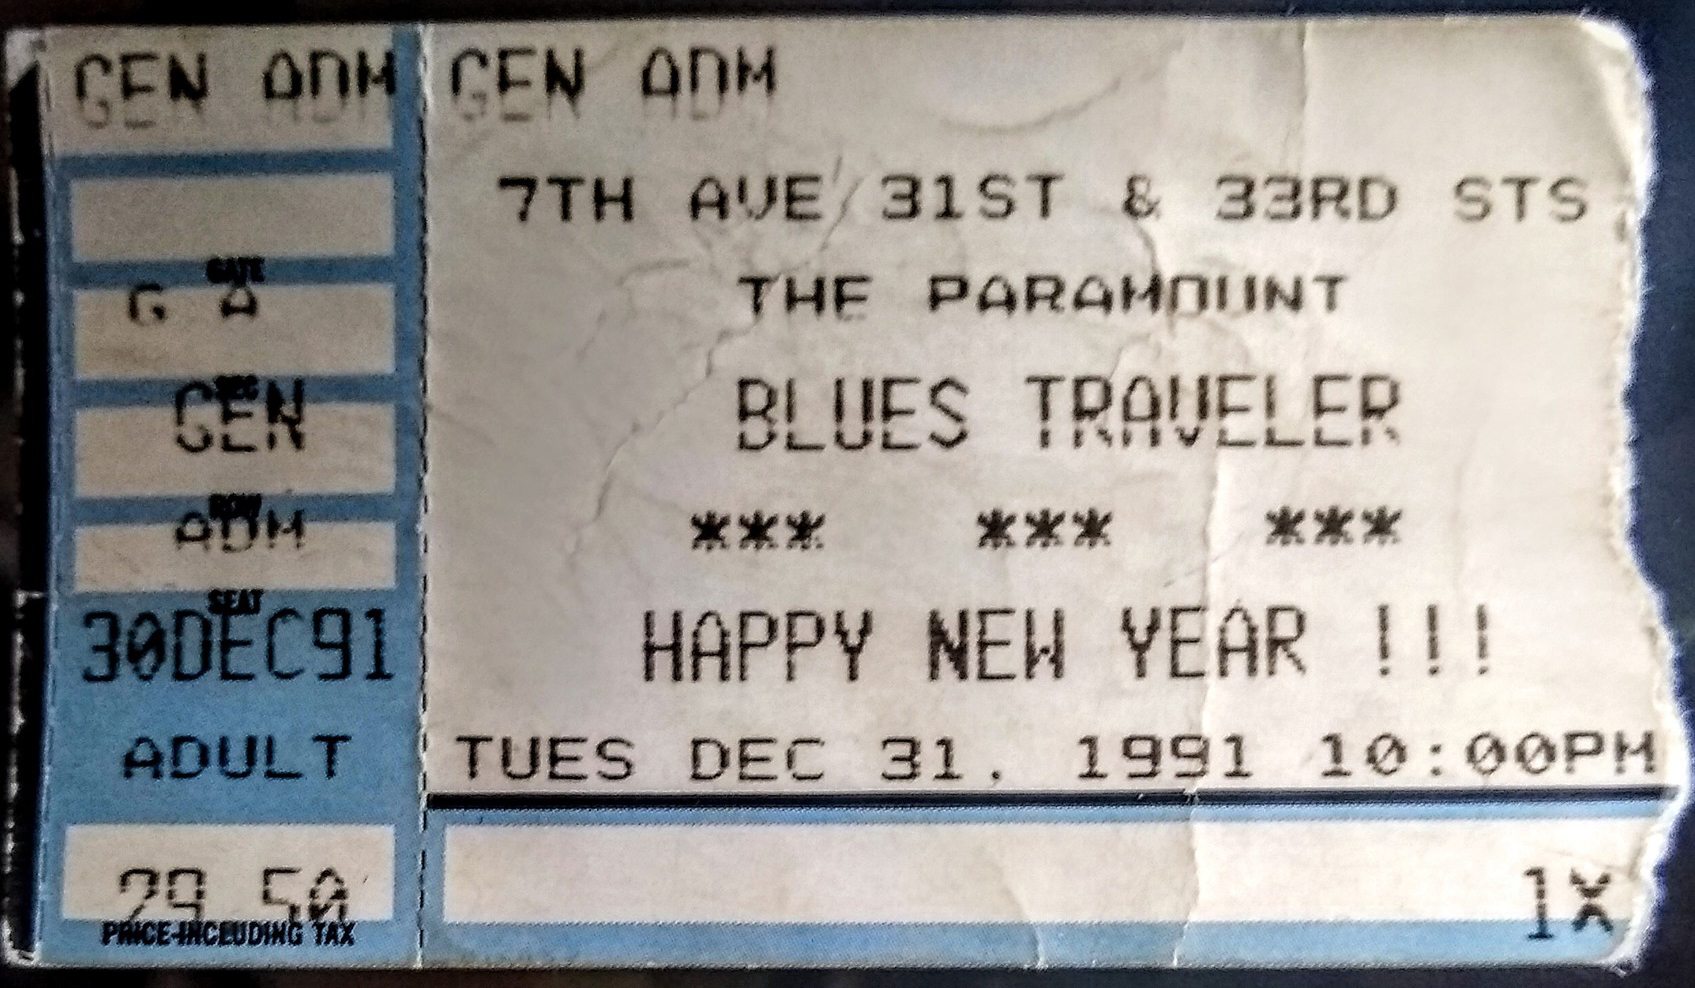 GEN ADM
GATE
G A
SEC
GEN
ROW
ADM
SEAT
30DEC91
ADULT
29.50
PRICE-INCLUDING TAX
GEN ADM
7TH AVE 31ST & 33RD STS
THE PARAMOUNT
BLUES TRAVELER
*** *** ***
HAPPY NEW YEAR !!!
TUES DEC 31, 1991 10:00PM
1X